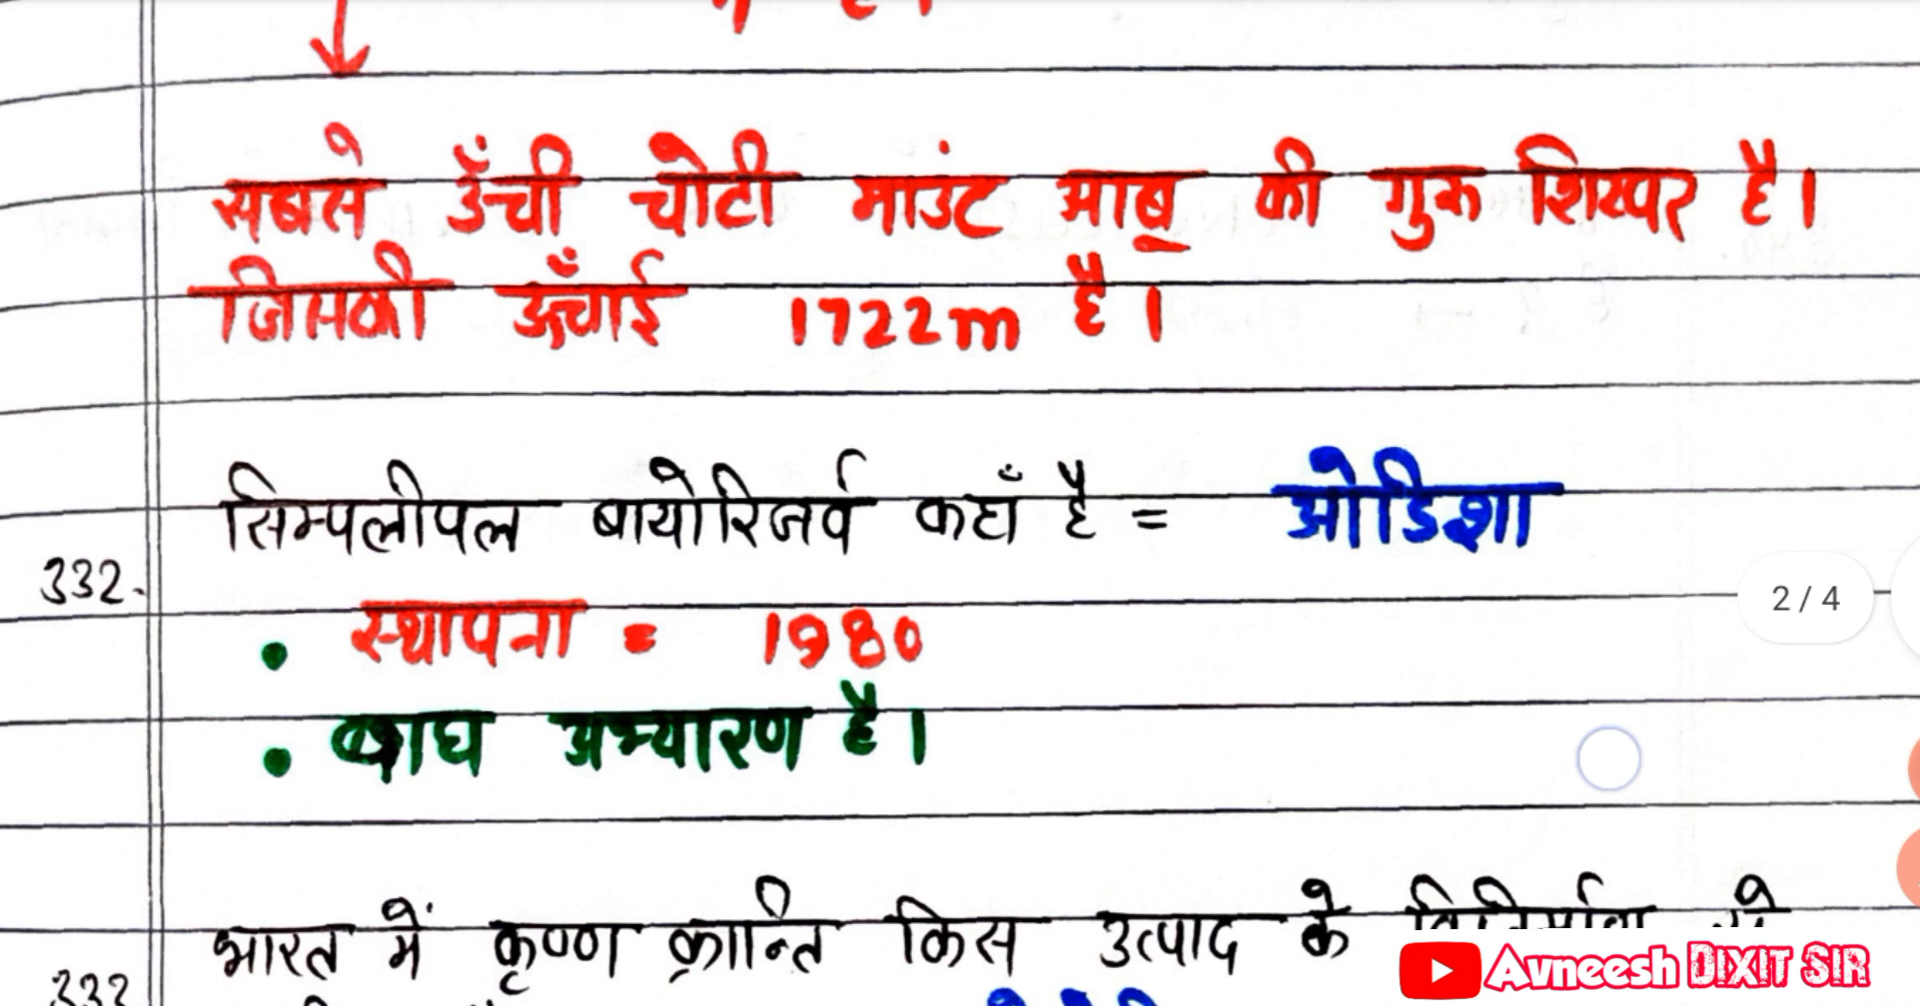 सबसे उँची चोटी माउंट आबू की गुरु शिखर है।
जिसकी ऊँचाई 1722m है।
सिम्पलीपल बायोरिजर्व कहाँ है = ओडिशा
332.
• स्थापना = 1980
• बाघ अभ्यारण है।
2 / 4
भारत में कृष्ण क्रान्ति किस उत्पाद के
Avneesh DIXIT SIR